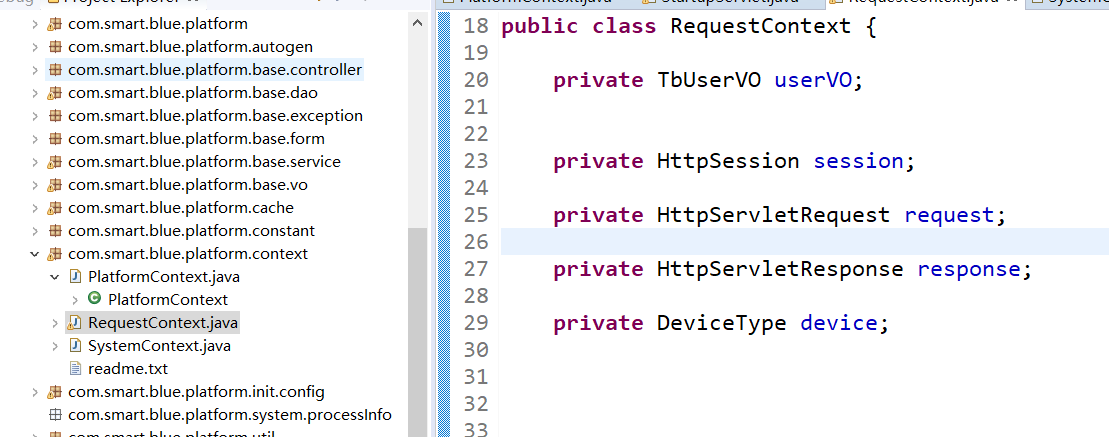 Project Explorer
com.smart.blue.platform
com.smart.blue.platform.autogen
com.smart.blue.platform.base.controller
com.smart.blue.platform.base.dao
com.smart.blue.platform.base.exception
com.smart.blue.platform.base.form
com.smart.blue.platform.base.service
com.smart.blue.platform.base.vo
com.smart.blue.platform.cache
com.smart.blue.platform.constant
com.smart.blue.platform.context
PlatformContext.java
PlatformContext
RequestContext.java
SystemContext.java
readme.txt
com.smart.blue.platform.init.config
com.smart.blue.platform.system.processInfo
com.smart.blue.platform.util
PlatformContext.java
StartupServlet.java
RequestContext.java
18 public class RequestContext {
19
20 private TbUserVO userVO;
21
22
23 private HttpSession session;
24
25 private HttpServletRequest request;
26
27 private HttpServletResponse response;
28
29 private DeviceType device;
30
31
32
33